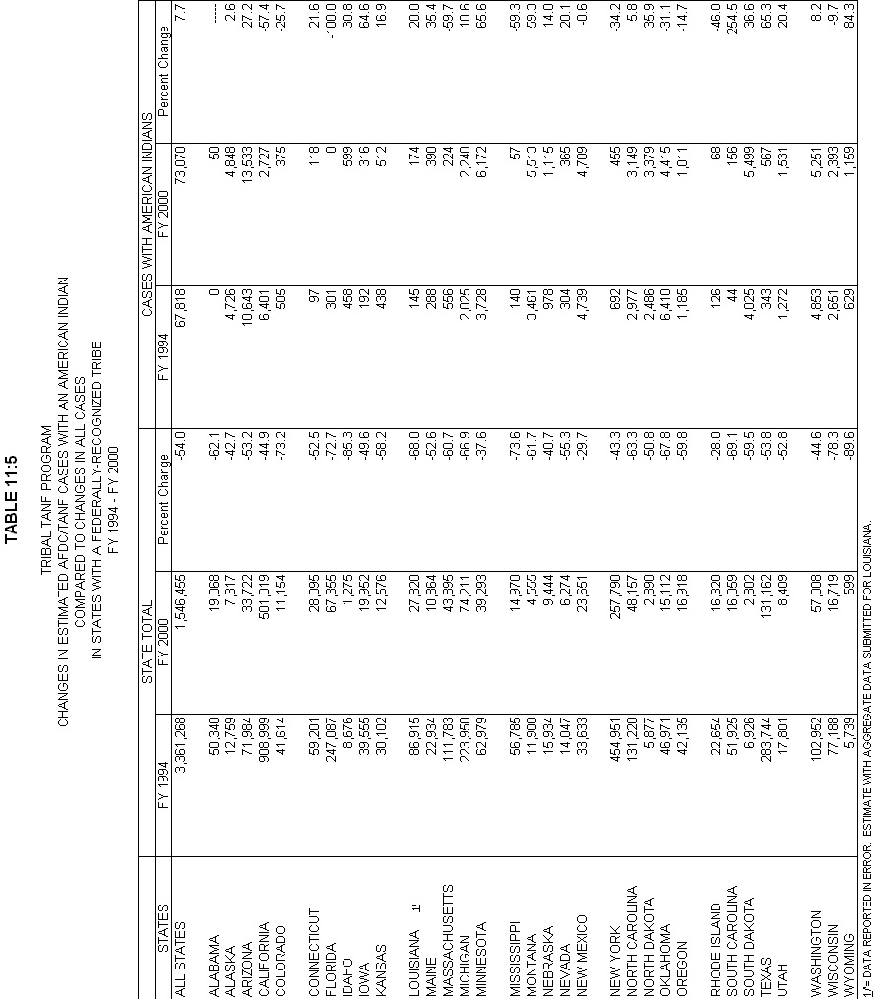 TABLE 11:5
TRIBAL TANF PROGRAM
CHANGES IN ESTIMATED AFDC/TANF CASES WITH AN AMERICAN INDIAN
COMPARED TO CHANGES IN ALL CASES
IN STATES WITH A FEDERALLY-RECOGNIZED TRIBE
FY 1994 - FY 2000
STATE TOTAL CASES WITH AMERICAN INDIANS
STATES FY 1994 FY 2000 Percent Change FY 1994 FY 2000 Percent Change
ALL STATES 3,361,268 1,546,455 -54.0 67,818 73,070 7.7
ALABAMA 50,340 19,068 -62.1 0 50 -----
ALASKA 12,759 7,317 -42.7 4,726 4,848 2.6
ARIZONA 71,984 33,722 -53.2 10,643 13,533 27.2
CALIFORNIA 908,999 501,019 -44.9 6,401 2,727 -57.4
COLORADO 41,614 11,154 -73.2 505 375 -25.7
CONNECTICUT 59,201 28,095 -52.5 97 118 21.6
FLORIDA 247,087 67,355 -72.7 301 0 -100.0
IDAHO 8,676 1,275 -85.3 458 599 30.8
IOWA 39,555 19,952 -49.6 192 316 64.6
KANSAS 30,102 12,576 -58.2 438 512 16.9
LOUISIANA 1/ 86,915 27,820 -68.0 145 174 20.0
MAINE 22,934 10,864 -52.6 288 390 35.4
MASSACHUSETTS 111,783 43,895 -60.7 556 224 -59.7
MICHIGAN 223,950 74,211 -66.9 2,025 2,240 10.6
MINNESOTA 62,979 39,293 -37.6 3,728 6,172 65.6
MISSISSIPPI 56,785 14,970 -73.6 140 57 -59.3
MONTANA 11,908 4,555 -61.7 3,461 5,513 59.3
NEBRASKA 15,934 9,444 -40.7 978 1,115 14.0
NEVADA 14,047 6,274 -55.3 304 365 20.1
NEW MEXICO 33,633 23,651 -29.7 4,739 4,709 -0.6
NEW YORK 454,951 257,790 -43.3 692 455 -34.2
NORTH CAROLINA 131,220 48,157 -63.3 2,977 3,149 5.8
NORTH DAKOTA 5,877 2,890 -50.8 2,486 3,379 35.9
OKLAHOMA 46,971 15,112 -67.8 6,410 4,415 -31.1
OREGON 42,135 16,918 -59.8 1,185 1,011 -14.7
RHODE ISLAND 22,654 16,320 -28.0 126 68 -46.0
SOUTH CAROLINA 51,925 16,059 -69.1 44 156 254.5
SOUTH DAKOTA 6,926 2,802 -59.5 4,025 5,499 36.6
TEXAS 283,744 131,162 -53.8 343 567 65.3
UTAH 17,801 8,409 -52.8 1,272 1,531 20.4
WASHINGTON 102,952 57,008 -44.6 4,853 5,251 8.2
WISCONSIN 77,188 16,719 -78.3 2,651 2,393 -9.7
WYOMING 5,739 599 -89.6 629 1,159 84.3
1/= DATA REPORTED IN ERROR. ESTIMATE WITH AGGREGATE DATA SUBMITTED FOR LOUISIANA.